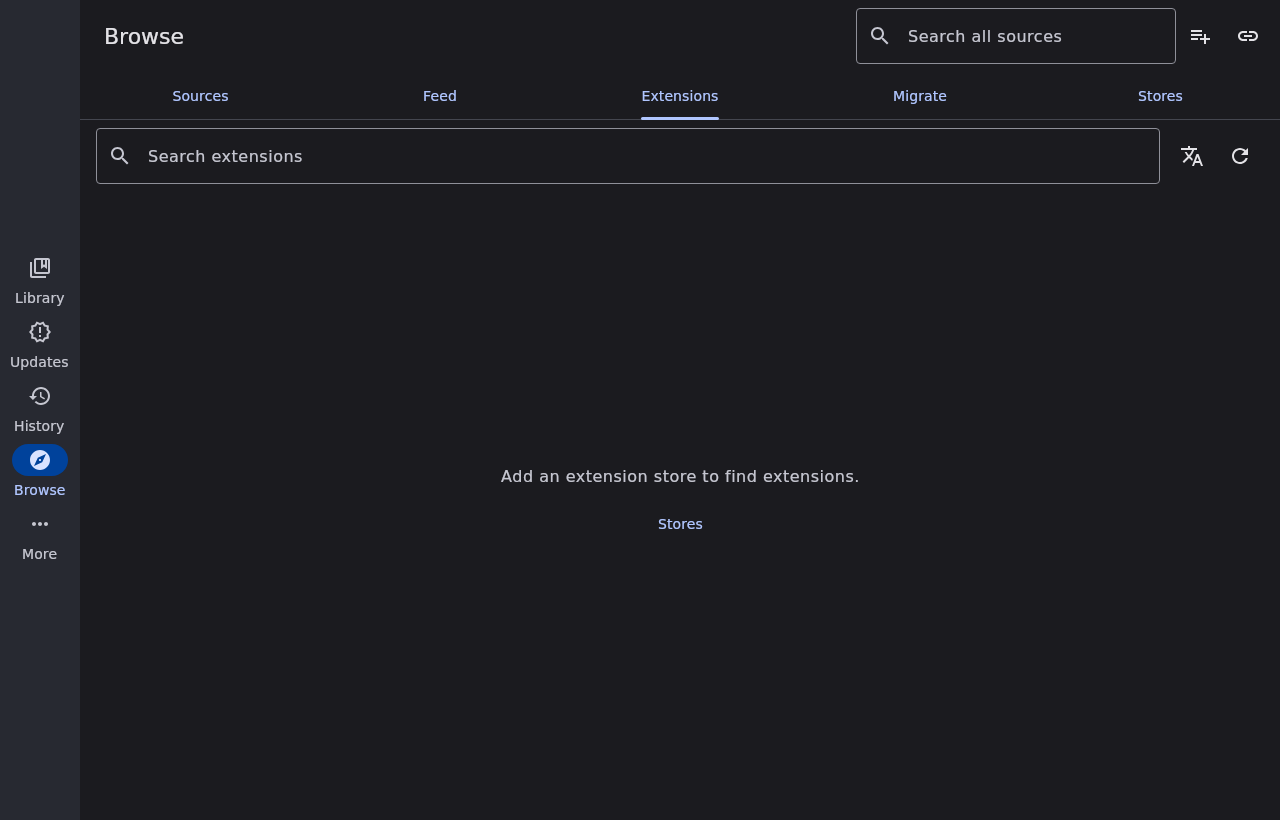 Browse
Search all sources
Sources
Feed
Extensions
Migrate
Stores
Search extensions
Library
Updates
History
Browse
More
Add an extension store to find extensions.
Stores